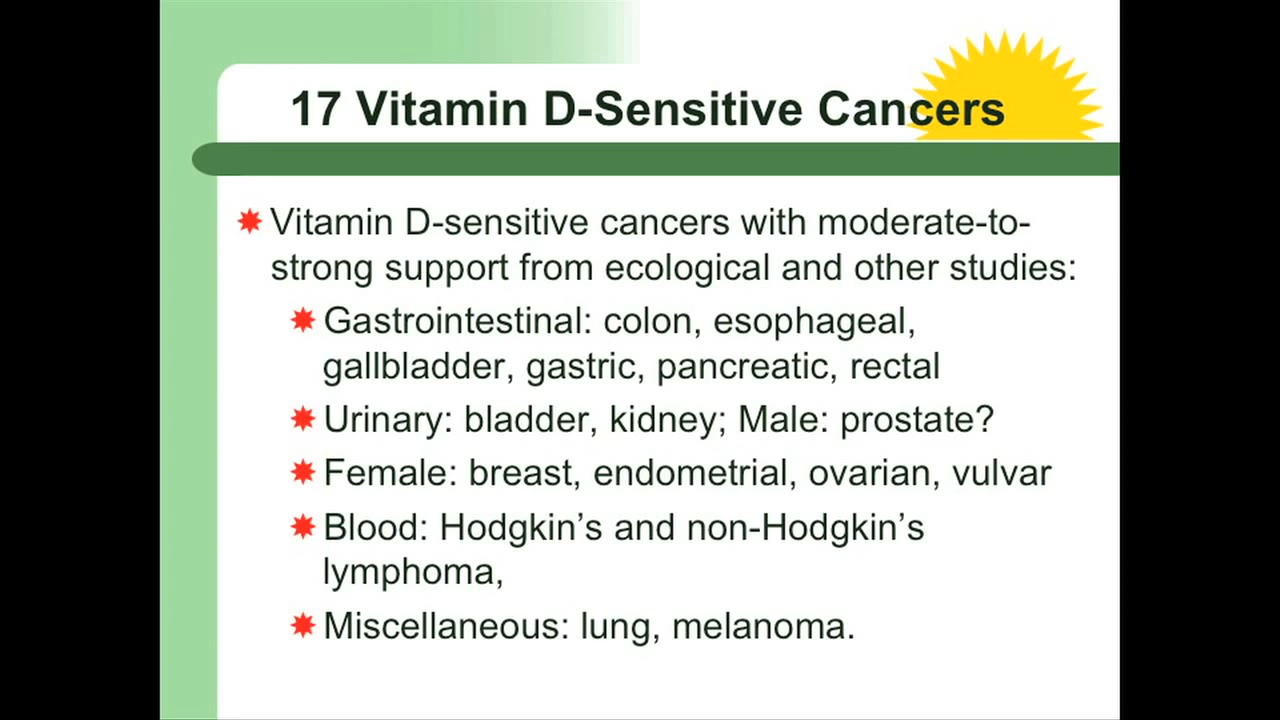 17 Vitamin D-Sensitive Cancers
Vitamin D-sensitive cancers with moderate-to-
strong support from ecological and other studies:
Gastrointestinal: colon, esophageal,
gallbladder, gastric, pancreatic, rectal
Urinary: bladder, kidney; Male: prostate?
Female: breast, endometrial, ovarian, vulvar
Blood: Hodgkin’s and non-Hodgkin’s
lymphoma,
Miscellaneous: lung, melanoma.